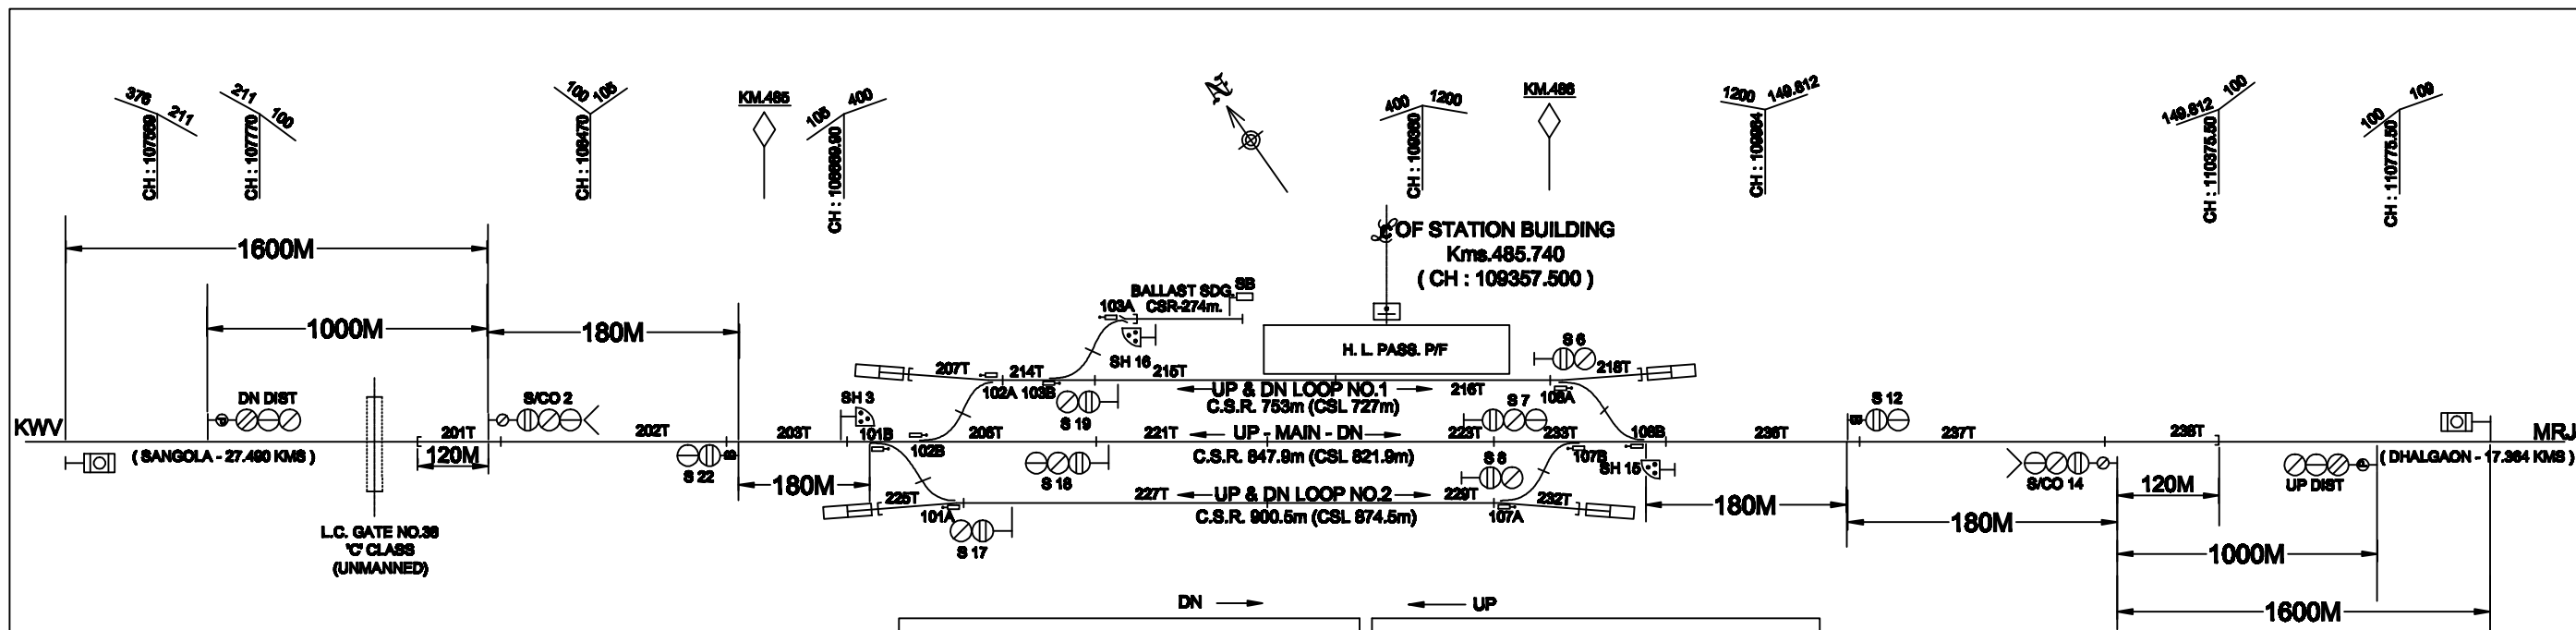 376
211
CH : 107569
211
100
CH : 107770
100
105
CH : 108470
KM.485
105
400
CH : 108689.90
N
400
1200
CH : 109380
KM.486
1200
149.812
CH : 109984
149.812
100
CH : 110375.50
100
109
CH : 110775.50
℄ OF STATION BUILDING
Kms.485.740
( CH : 109357.500 )
1600M
1000M
180M
BALLAST SDG.
SB
103A CSR-274m.
SH 16
H. L. PASS. P/F
S 6
207T
214T
215T
216T
218T
102A 103B
UP & DN LOOP NO.1
C.S.R. 753m (CSL 727m)
S 19
S 7
DN DIST
S/CO 2
SH 3
S 12
KWV
201T
202T
203T
101B
205T
221T
UP - MAIN - DN
223T
233T
108B
236T
237T
238T
MRJ
( SANGOLA - 27.490 KMS )
120M
S 22
180M
102B
S 18
C.S.R. 847.9m (CSL 821.9m)
S 8
107B
SH 15
S/CO 14
UP DIST
( DHALGAON - 17.364 KMS )
225T
101A
227T
UP & DN LOOP NO.2
229T
232T
C.S.R. 900.5m (CSL 874.5m)
107A
S 17
180M
180M
120M
L.C. GATE NO.38
'C' CLASS
(UNMANNED)
1000M
DN
UP
1600M